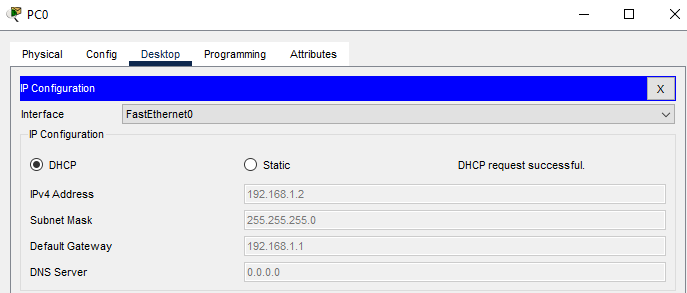 PC0
Physical Config Desktop Programming Attributes
IP Configuration X
Interface FastEthernet0
IP Configuration
DHCP Static DHCP request successful.
IPv4 Address 192.168.1.2
Subnet Mask 255.255.255.0
Default Gateway 192.168.1.1
DNS Server 0.0.0.0